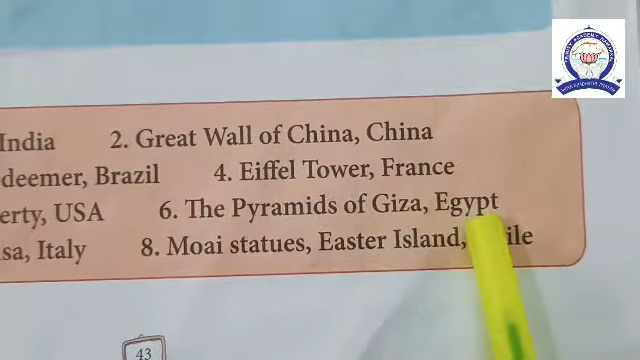 India 2. Great Wall of China, China
deemer, Brazil 4. Eiffel Tower, France
erty, USA 6. The Pyramids of Giza, Egypt
sa, Italy 8. Moai statues, Easter Island, ile
43